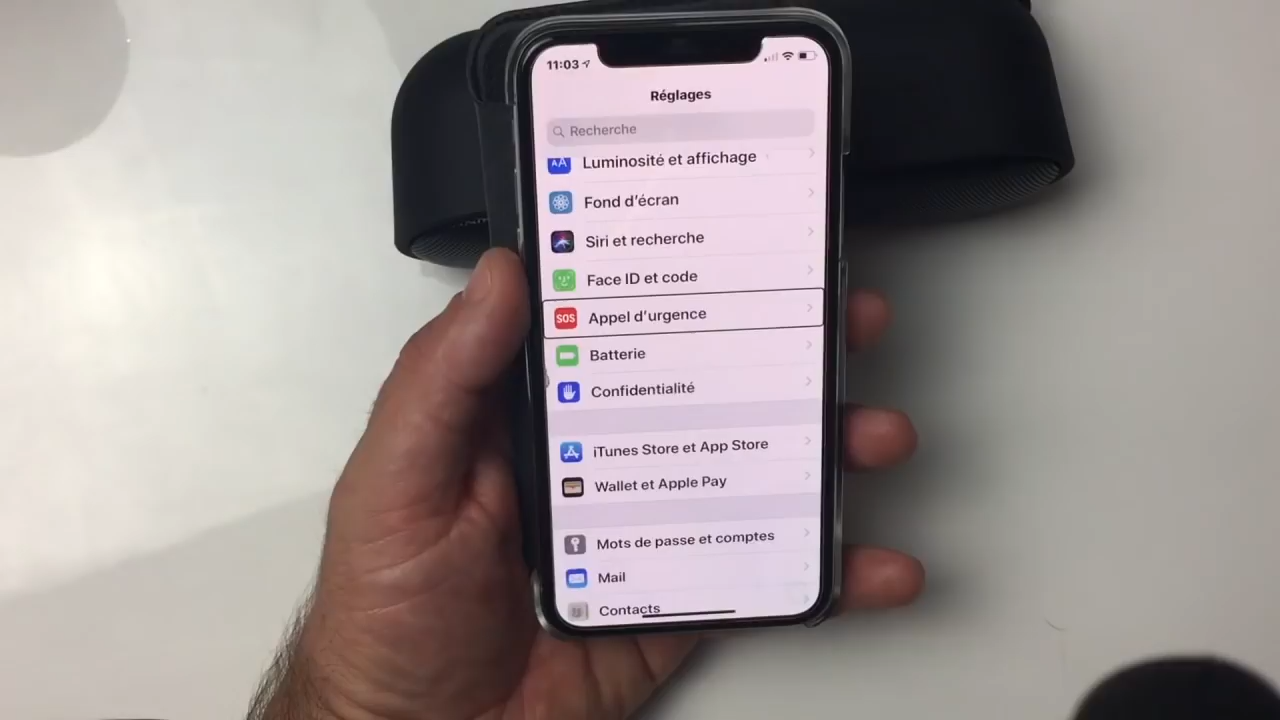 11:03
Réglages
Recherche
AA Luminosité et affichage
Fond d'écran
Siri et recherche
Face ID et code
SOS Appel d'urgence
Batterie
Confidentialité
iTunes Store et App Store
Wallet et Apple Pay
Mots de passe et comptes
Mail
Contacts